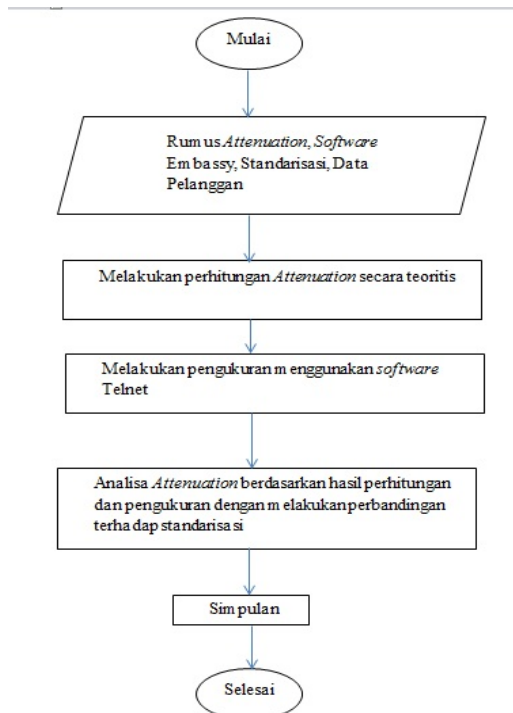 Mulai
Rumus Attenuation, Software
Embassy, Standarisasi, Data
Pelanggan
Melakukan perhitungan Attenuation secara teoritis
Melakukan pengukuran menggunakan software
Telnet
Analisa Attenuation berdasarkan hasil perhitungan
dan pengukuran dengan melakukan perbandingan
terhadap standarisasi
Simpulan
Selesai